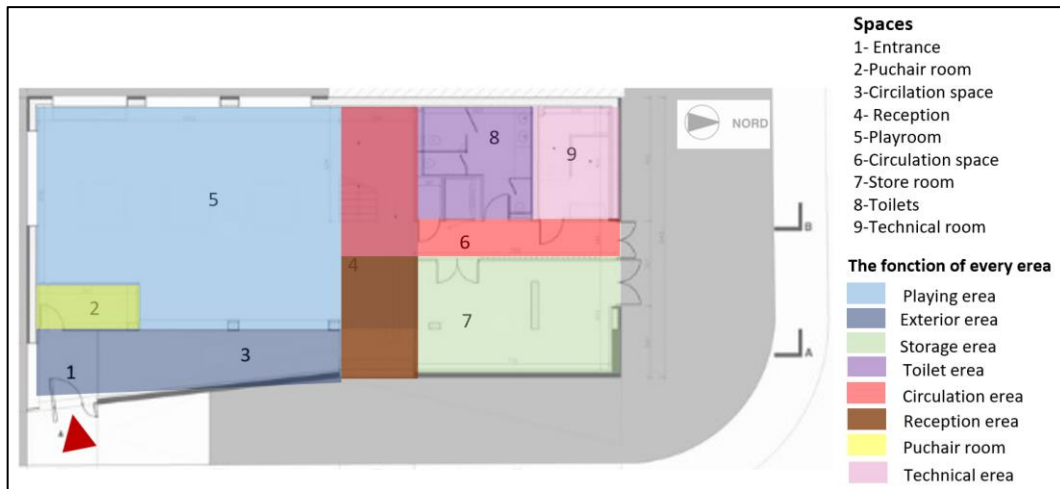 Spaces
1- Entrance
2-Puchair room
3-Circilation space
4- Reception
5-Playroom
6-Circulation space
7-Store room
8-Toilets
9-Technical room
The fonction of every erea
Playing erea
Exterior erea
Storage erea
Toilet erea
Circulation erea
Reception erea
Puchair room
Technical erea
NORD
8
9
5
6
4
B
2
7
3
A
1
A